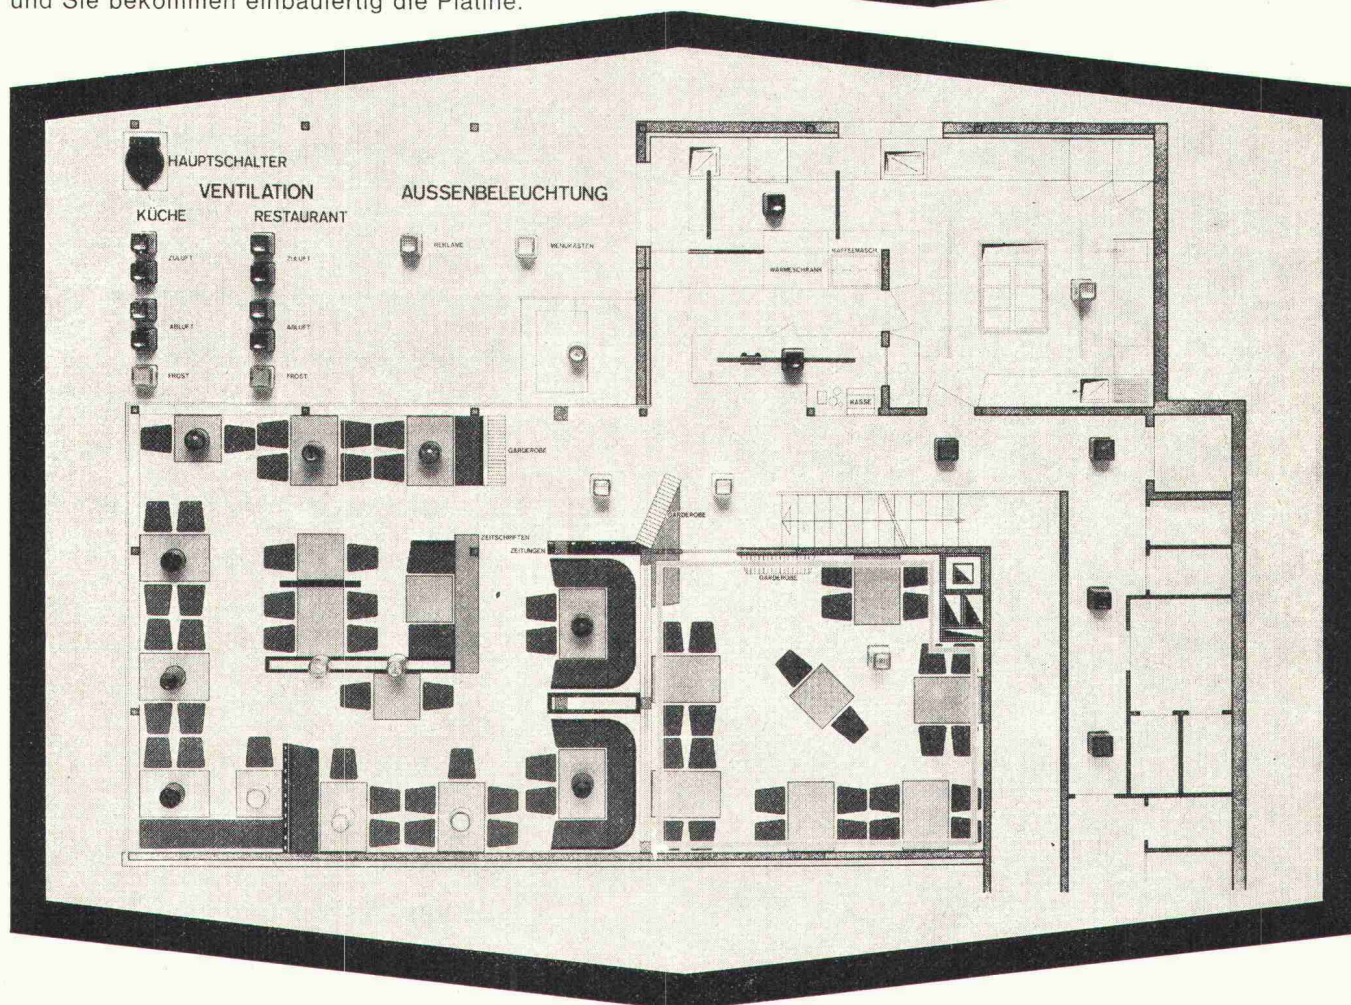 und Sie bekommen einbaufertig die Platine.
HAUPTSCHALTER
VENTILATION
AUSSENBELEUCHTUNG
KÜCHE
RESTAURANT
REKLAME
MENUKASTEN
ZULUFT
ZULUFT
KAFFEEMASCH
WÄRMESCHRANK
ABLUFT
ABLUFT
FROST
FROST
KASSE
GARDEROBE
GARDEROBE
ZEITSCHRIFTEN
ZEITUNGEN
GARDEROBE